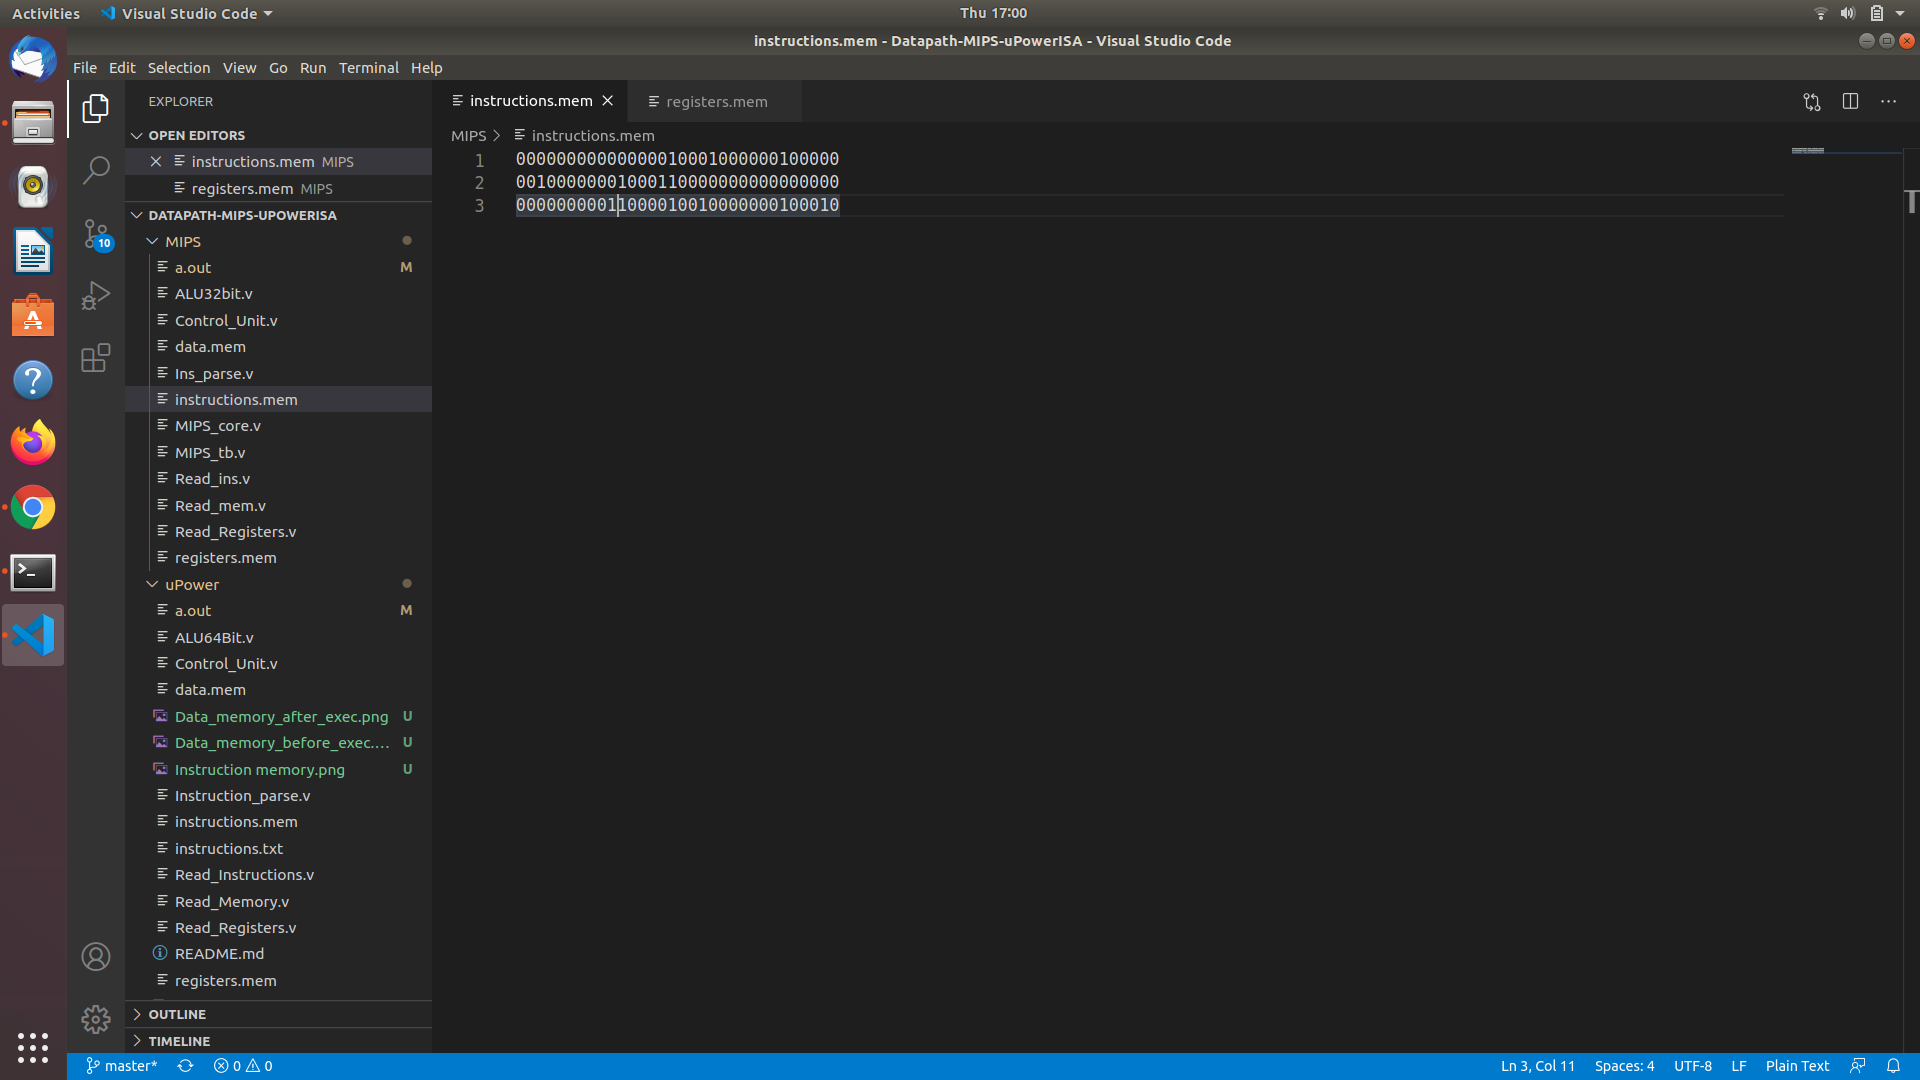 Activities
Visual Studio Code
Thu 17:00
instructions.mem - Datapath-MIPS-uPowerISA - Visual Studio Code
File Edit Selection View Go Run Terminal Help
EXPLORER
OPEN EDITORS
instructions.mem MIPS
registers.mem MIPS
DATAPATH-MIPS-UPOWERISA
MIPS
a.out M
ALU32bit.v
Control_Unit.v
data.mem
Ins_parse.v
instructions.mem
MIPS_core.v
MIPS_tb.v
Read_ins.v
Read_mem.v
Read_Registers.v
registers.mem
uPower
a.out M
ALU64Bit.v
Control_Unit.v
data.mem
Data_memory_after_exec.png U
Data_memory_before_exec.... U
Instruction memory.png U
Instruction_parse.v
instructions.mem
instructions.txt
Read_Instructions.v
Read_Memory.v
Read_Registers.v
README.md
registers.mem
OUTLINE
TIMELINE
10
instructions.mem
registers.mem
MIPS > instructions.mem
1 00000000000000010001000000100000
2 00100000001000110000000000000000
3 00000000011000010010000000100010
T
master*
0 0
Ln 3, Col 11
Spaces: 4
UTF-8
LF
Plain Text